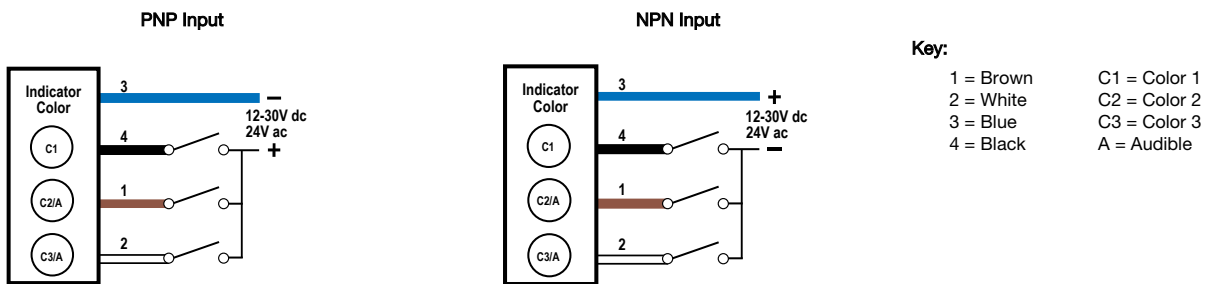 PNP Input
Indicator
Color
3
−
12-30V dc
24V ac
+
C1
4
C2/A
1
C3/A
2
NPN Input
Indicator
Color
3
+
12-30V dc
24V ac
−
C1
4
C2/A
1
C3/A
2
Key:
1 = Brown
2 = White
3 = Blue
4 = Black
C1 = Color 1
C2 = Color 2
C3 = Color 3
A = Audible